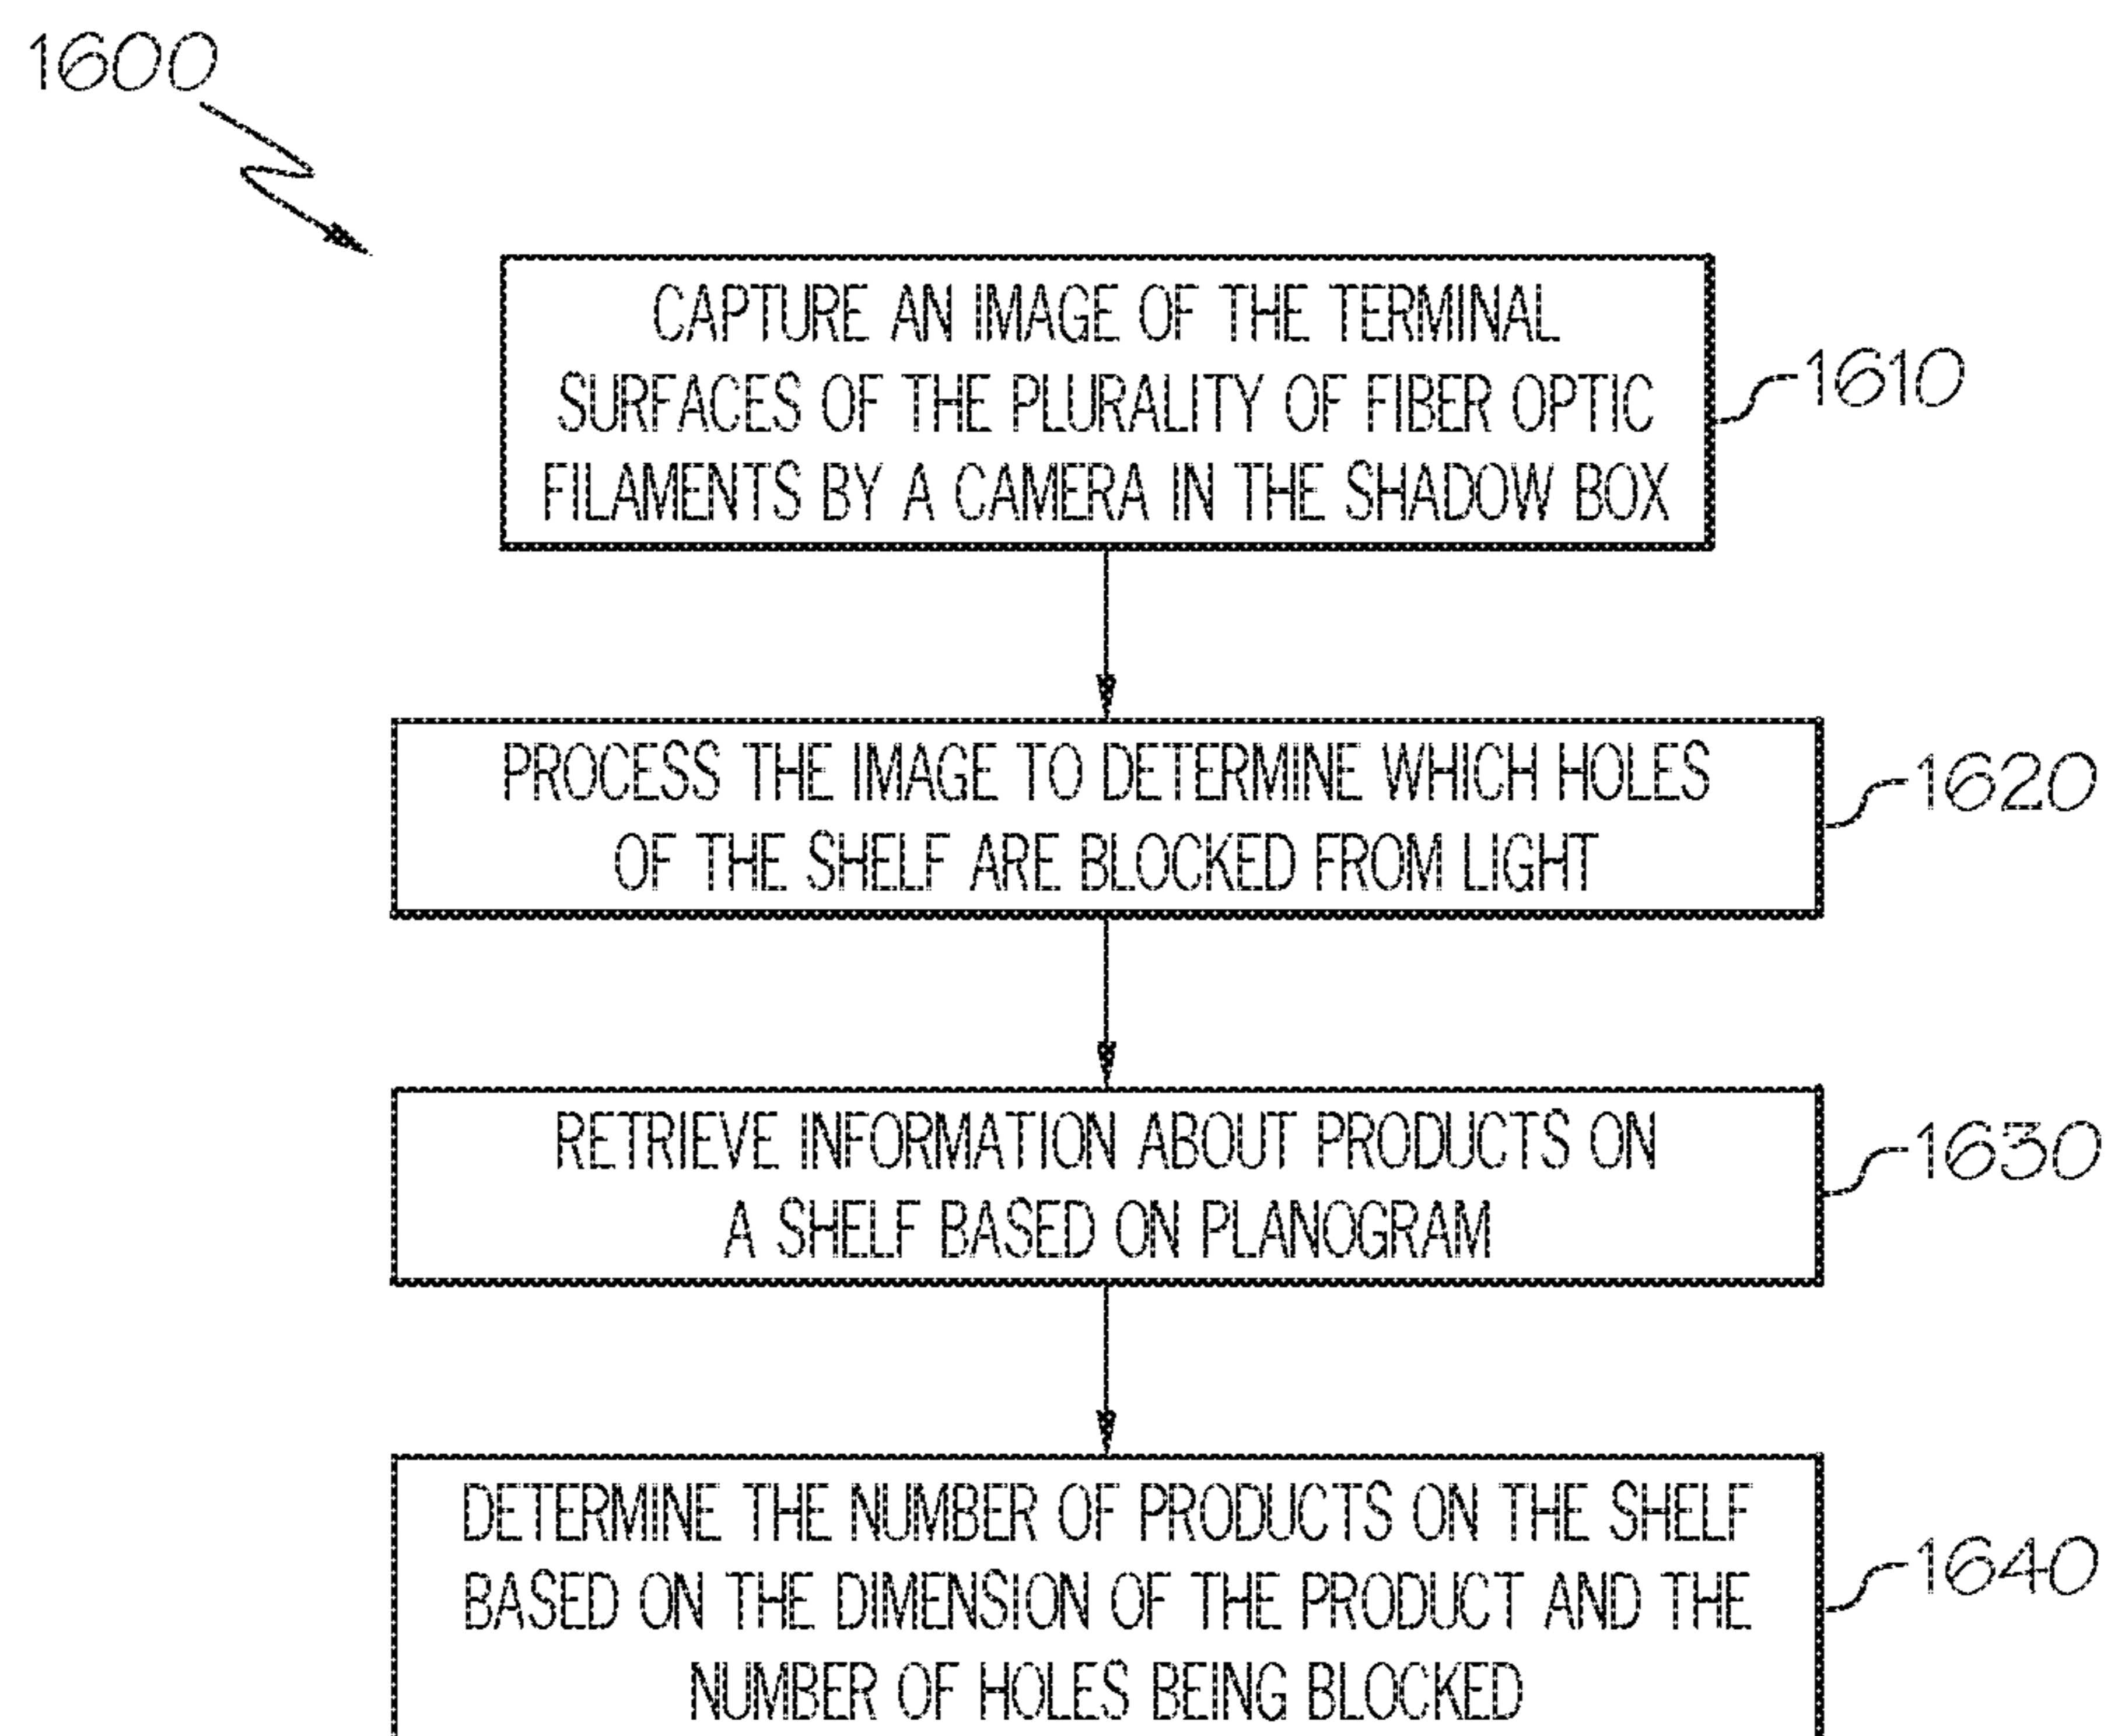 1600
CAPTURE AN IMAGE OF THE TERMINAL
SURFACES OF THE PLURALITY OF FIBER OPTIC
FILAMENTS BY A CAMERA IN THE SHADOW BOX
1610
PROCESS THE IMAGE TO DETERMINE WHICH HOLES
OF THE SHELF ARE BLOCKED FROM LIGHT
1620
RETRIEVE INFORMATION ABOUT PRODUCTS ON
A SHELF BASED ON PLANOGRAM
1630
DETERMINE THE NUMBER OF PRODUCTS ON THE SHELF
BASED ON THE DIMENSION OF THE PRODUCT AND THE
NUMBER OF HOLES BEING BLOCKED
1640